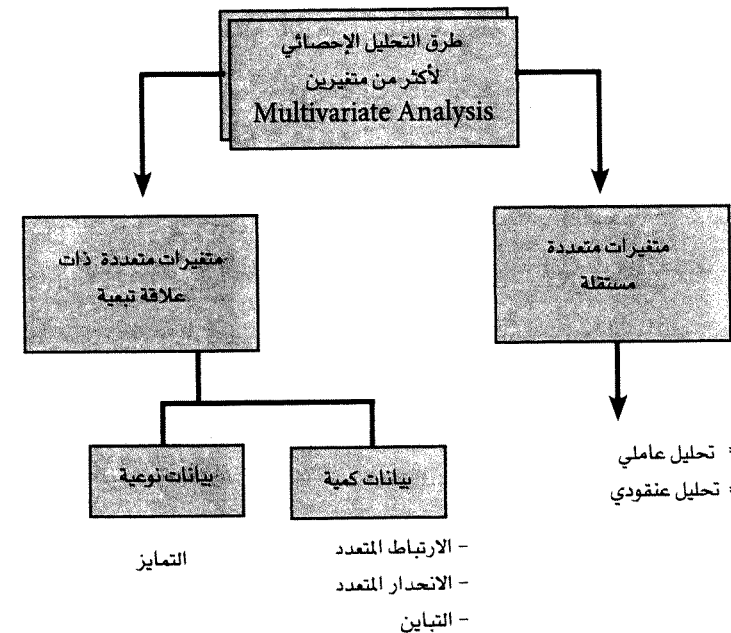 طرق التحليل الإحصائي
لأكثر من متغيرين
Multivariate Analysis
متغيرات متعددة
مستقلة
متغيرات متعددة ذات
علاقة تبعية
* تحليل عاملي
* تحليل عنقودي
بيانات كمية
بيانات نوعية
- الارتباط المتعدد
- الانحدار المتعدد
- التباين
التمايز